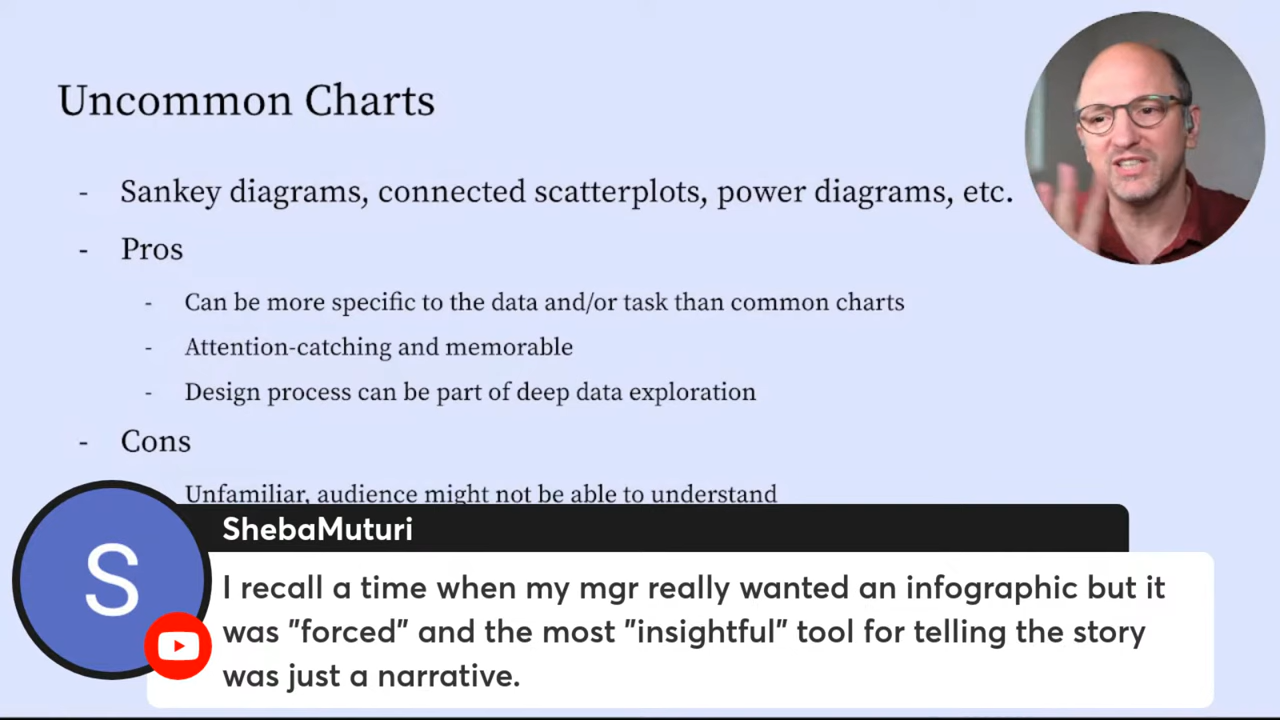 Uncommon Charts
- Sankey diagrams, connected scatterplots, power diagrams, etc.
- Pros
- Can be more specific to the data and/or task than common charts
- Attention-catching and memorable
- Design process can be part of deep data exploration
- Cons
Unfamiliar, audience might not be able to understand
S
ShebaMuturi
I recall a time when my mgr really wanted an infographic but it
was "forced" and the most "insightful" tool for telling the story
was just a narrative.